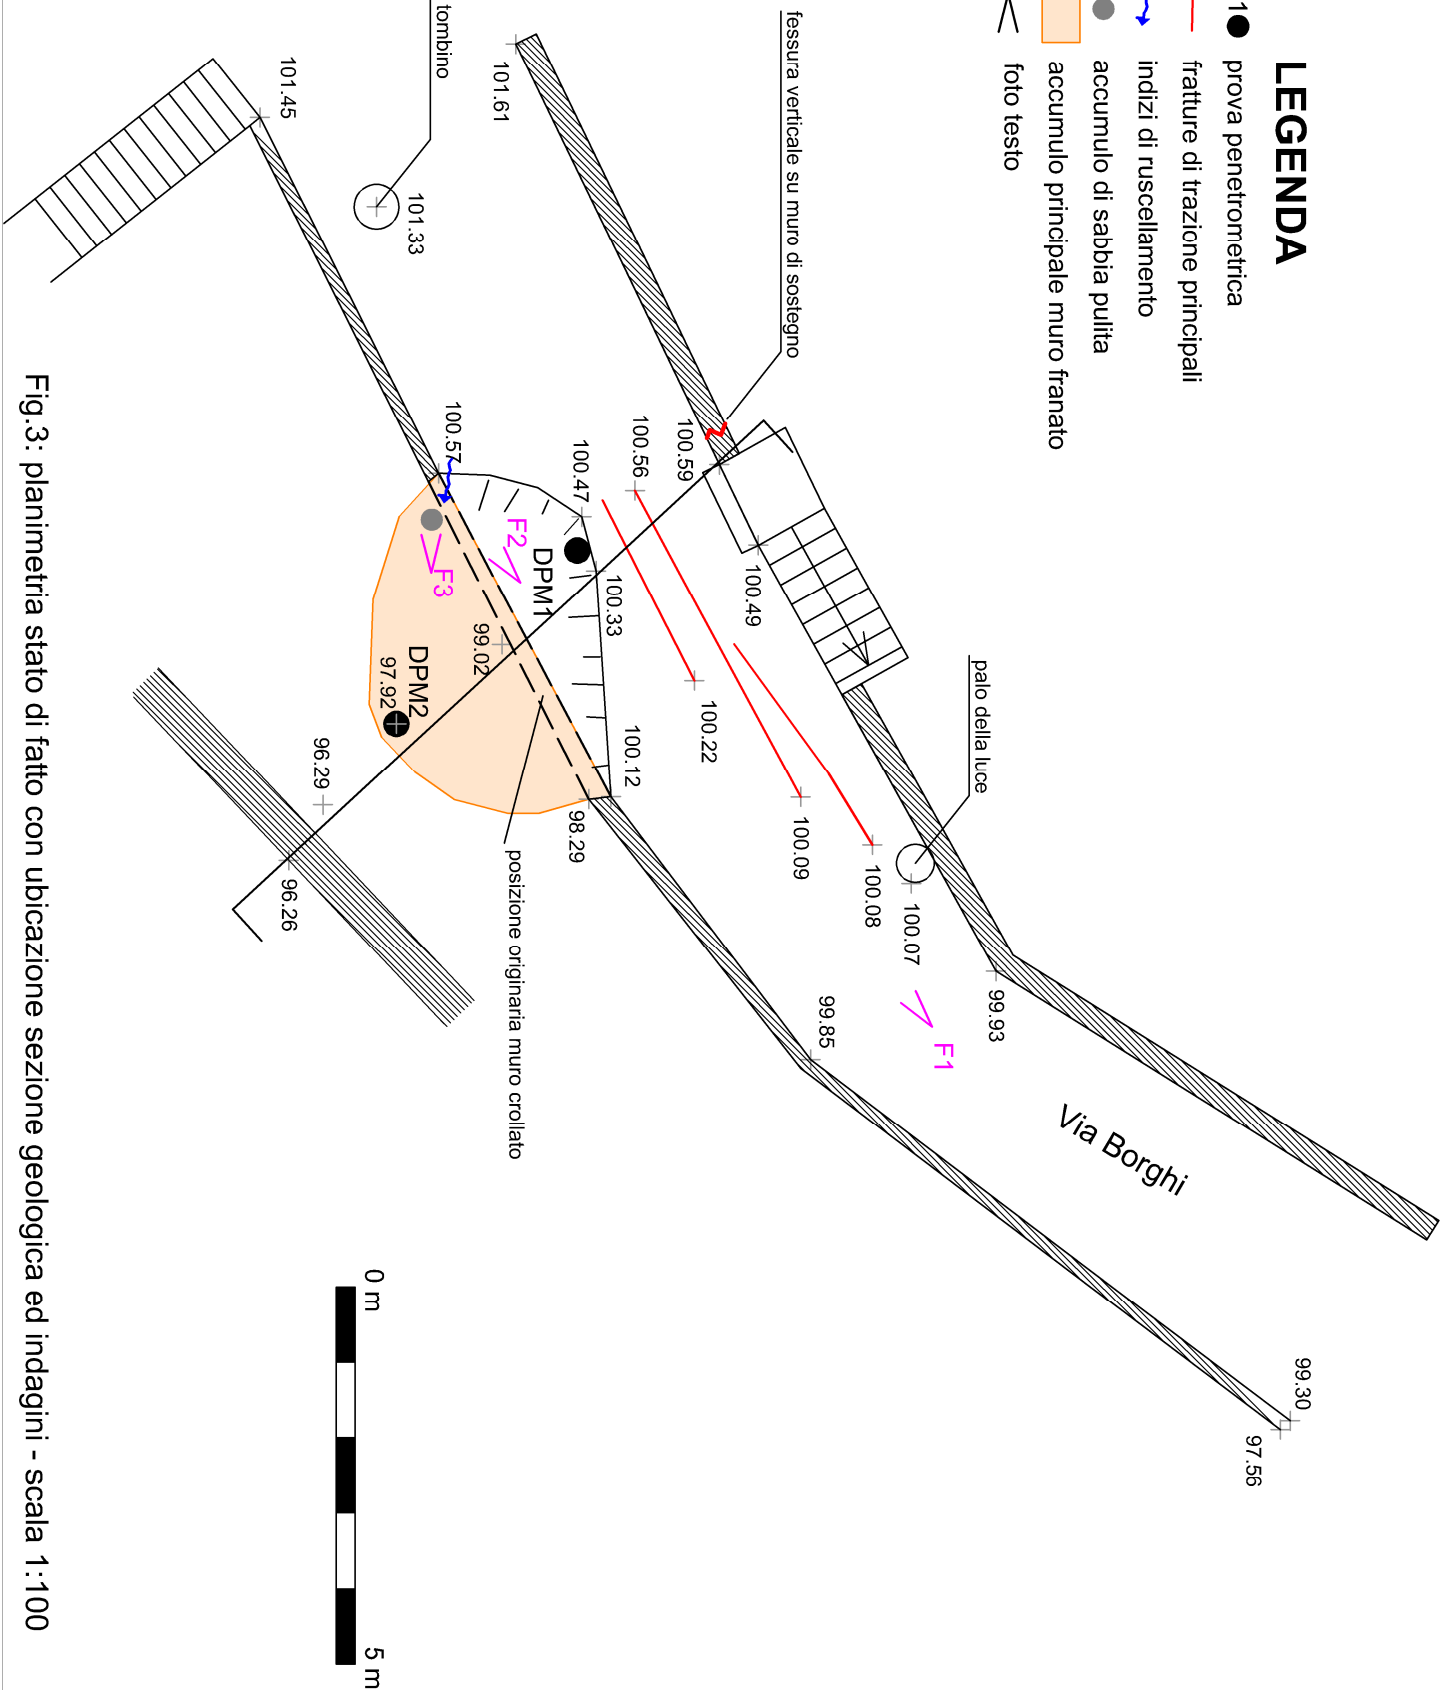 LEGENDA
1
prova penetrometrica
fratture di trazione principali
indizi di ruscellamento
accumulo di sabbia pulita
accumulo principale muro franato
foto testo
fessura verticale su muro di sostegno
tombino
101.61
101.45
101.33
palo della luce
100.59
100.56
100.57
100.47
100.49
100.33
100.22
100.12
100.09
100.08
100.07
99.93
99.85
99.02
98.29
97.92
96.29
96.26
99.30
97.56
F1
F2
F3
DPM1
DPM2
Via Borghi
posizione originaria muro crollato
0 m
5 m
Fig.3: planimetria stato di fatto con ubicazione sezione geologica ed indagini - scala 1:100